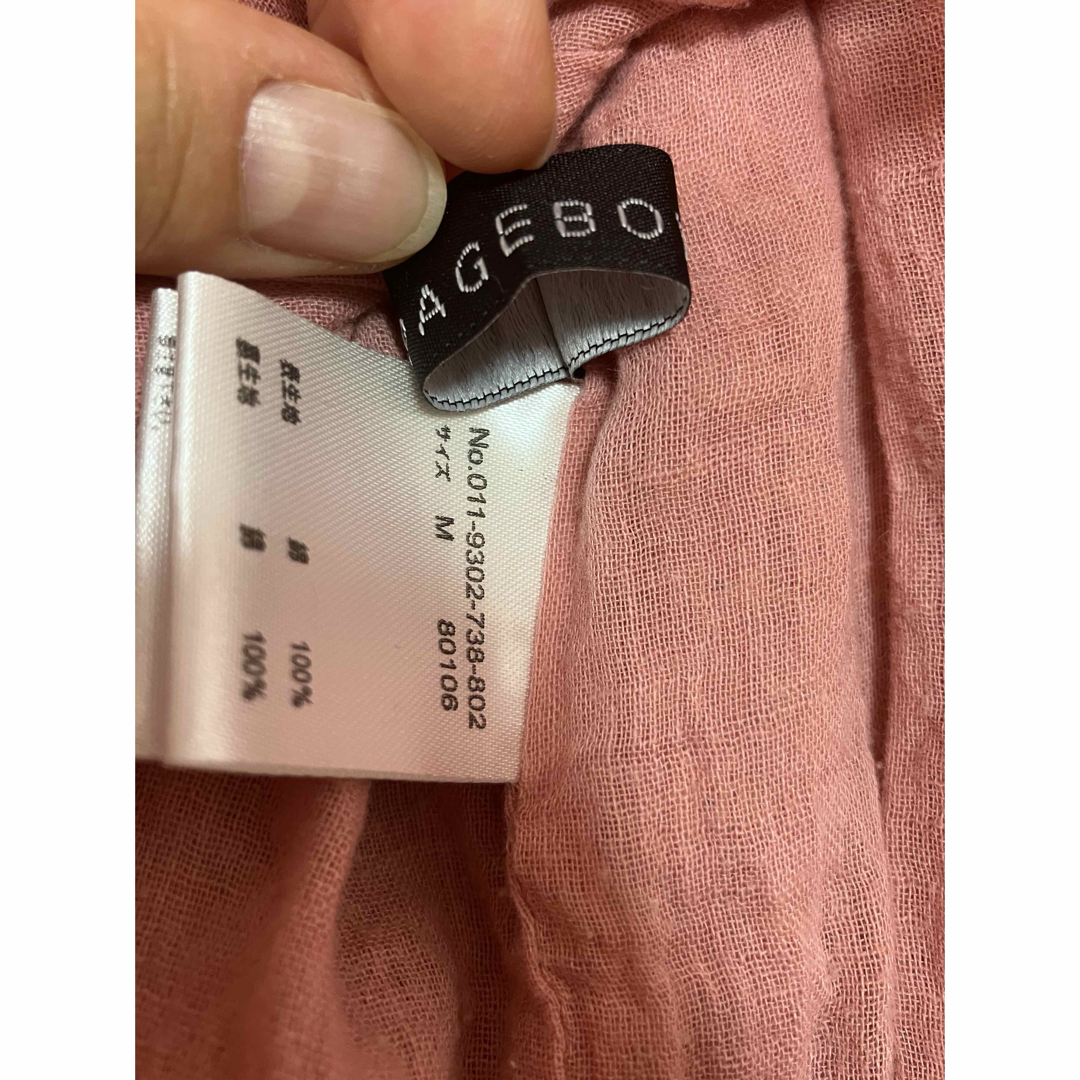 AGEBO
No.011-9302-738-802
サイズ M 80106
表生地 綿 100%
裏生地 綿 100%